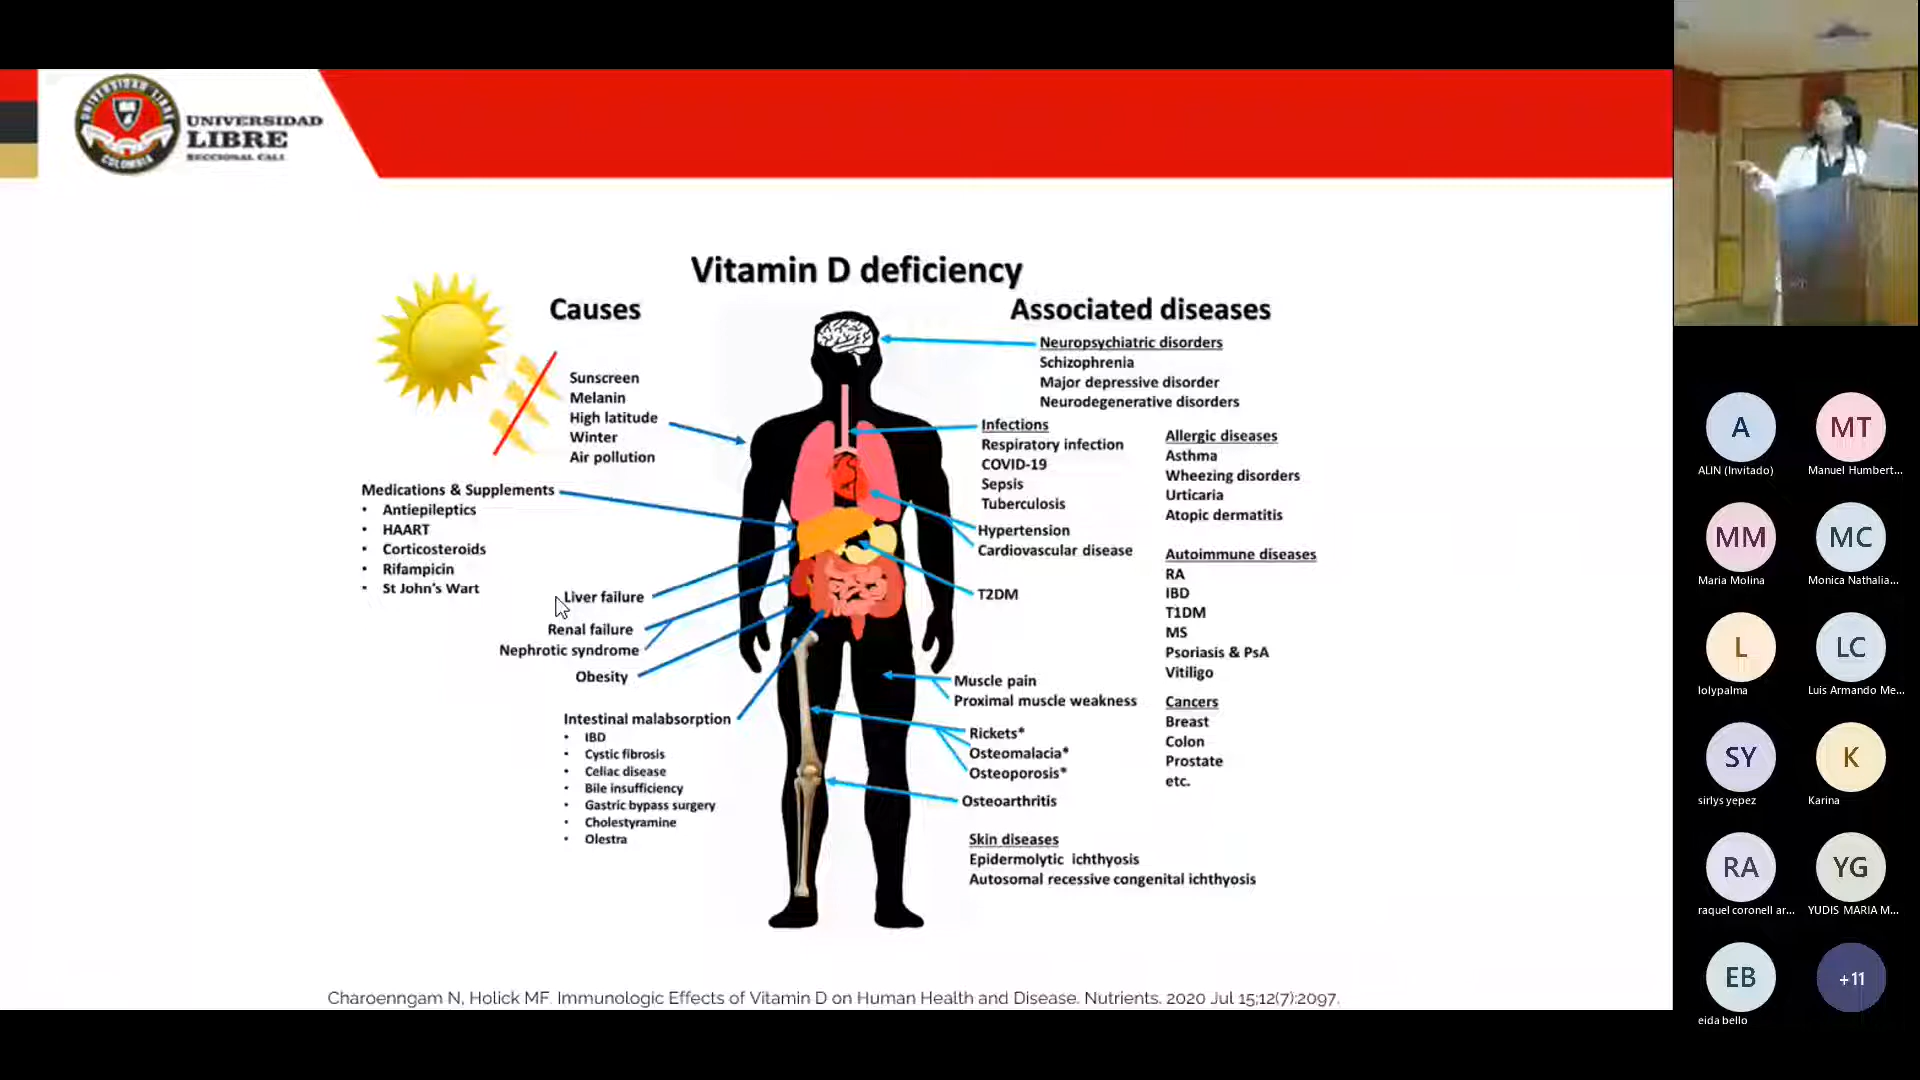 UNIVERSIDAD LIBRE
COLOMBIA
UNIVERSIDAD
LIBRE
SECCIONAL CALI
Vitamin D deficiency
Causes
Sunscreen
Melanin
High latitude
Winter
Air pollution
Medications & Supplements
• Antiepileptics
• HAART
• Corticosteroids
• Rifampicin
• St John's Wart
Liver failure
Renal failure
Nephrotic syndrome
Obesity
Intestinal malabsorption
• IBD
• Cystic fibrosis
• Celiac disease
• Bile insufficiency
• Gastric bypass surgery
• Cholestyramine
• Olestra
Associated diseases
Neuropsychiatric disorders
Schizophrenia
Major depressive disorder
Neurodegenerative disorders
Infections
Respiratory infection
COVID-19
Sepsis
Tuberculosis
Hypertension
Cardiovascular disease
T2DM
Muscle pain
Proximal muscle weakness
Rickets*
Osteomalacia*
Osteoporosis*
Osteoarthritis
Skin diseases
Epidermolytic ichthyosis
Autosomal recessive congenital ichthyosis
Allergic diseases
Asthma
Wheezing disorders
Urticaria
Atopic dermatitis
Autoimmune diseases
RA
IBD
T1DM
MS
Psoriasis & PsA
Vitiligo
Cancers
Breast
Colon
Prostate
etc.
Charoenngam N, Holick MF. Immunologic Effects of Vitamin D on Human Health and Disease. Nutrients. 2020 Jul 15;12(7):2097.
A
ALIN (Invitado)
MT
Manuel Humbert...
MM
Maria Molina
MC
Monica Nathalia...
L
lolypalma
LC
Luis Armando Me...
SY
sirlys yepez
K
Karina
RA
raquel coronell ar...
YG
YUDIS MARIA M...
EB
eida bello
+11